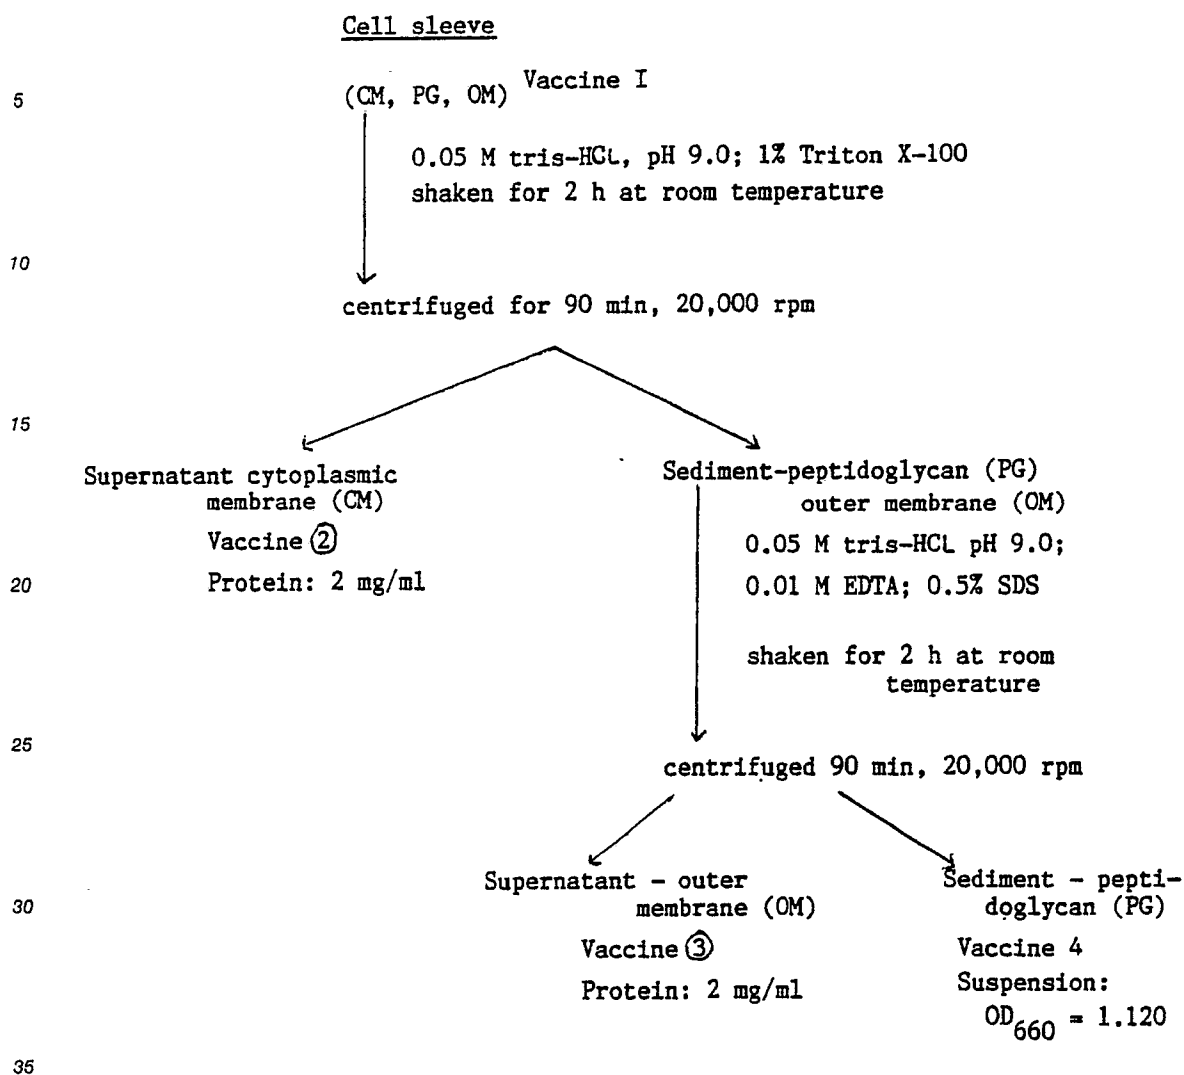 Cell sleeve
5
(CM, PG, OM) Vaccine I
0.05 M tris-HCL, pH 9.0; 1% Triton X-100
shaken for 2 h at room temperature
10
centrifuged for 90 min, 20,000 rpm
15
Supernatant cytoplasmic
membrane (CM)
Vaccine ②
Protein: 2 mg/ml
Sediment-peptidoglycan (PG)
outer membrane (OM)
0.05 M tris-HCL pH 9.0;
20
0.01 M EDTA; 0.5% SDS
shaken for 2 h at room
temperature
25
centrifuged 90 min, 20,000 rpm
Supernatant - outer
membrane (OM)
Vaccine ③
Protein: 2 mg/ml
Sediment - pepti-
doglycan (PG)
30
Vaccine 4
Suspension:
OD660 = 1.120
35